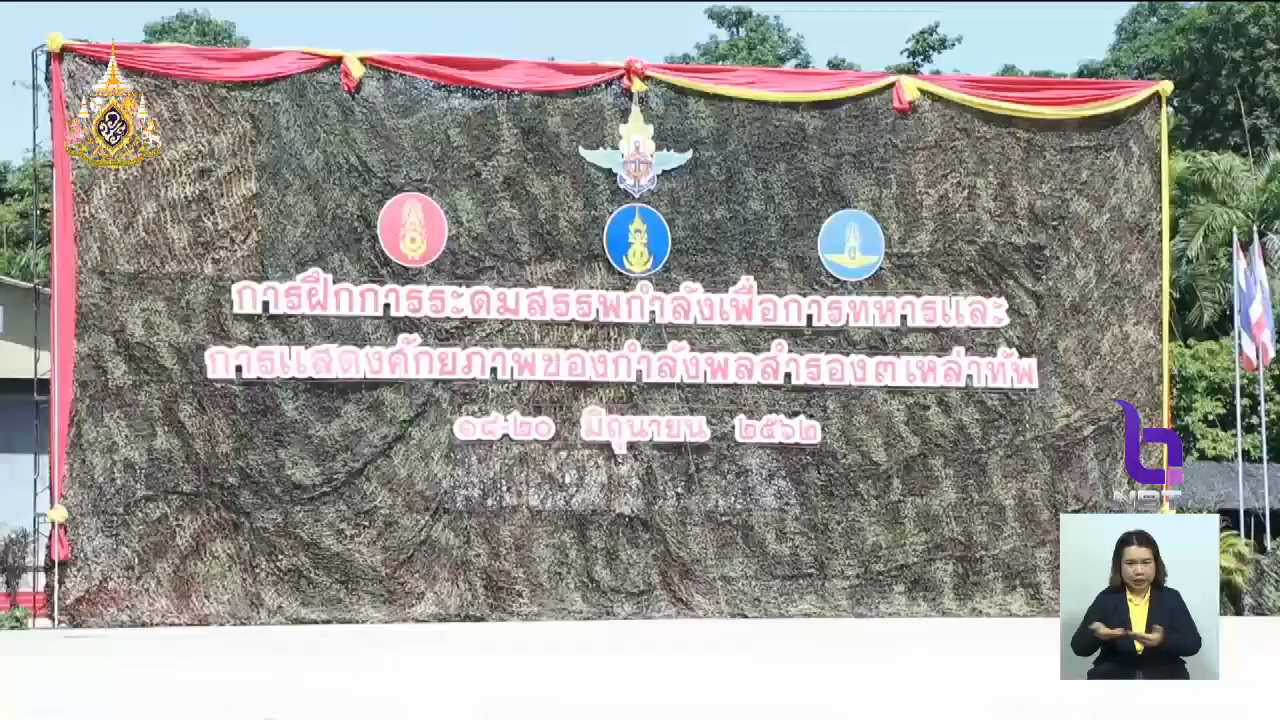 การฝึกการระดมสรรพกำลังเพื่อการทหารและ
การแสดงศักยภาพของกำลังพลสำรอง ๓ เหล่าทัพ
๑๘-๒๐ มิถุนายน ๒๕๖๒
NBT